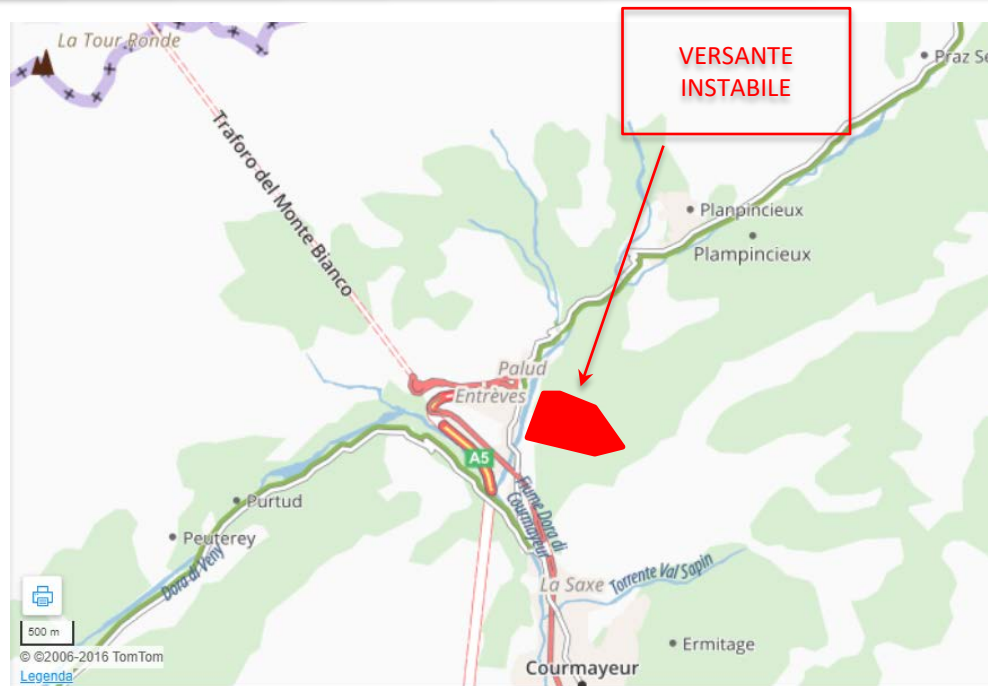 La Tour Ronde
VERSANTE
INSTABILE
Praz Se
Traforo del Monte Bianco
Planpincieux
Plampincieux
Palud
Entrèves
A5
Purtud
Peuterey
Dora di Veny
Fiume Dora di
Courmayeur
La Saxe
Torrente Val Sapin
Ermitage
Courmayeur
500 m
© ©2006-2016 TomTom
Legenda